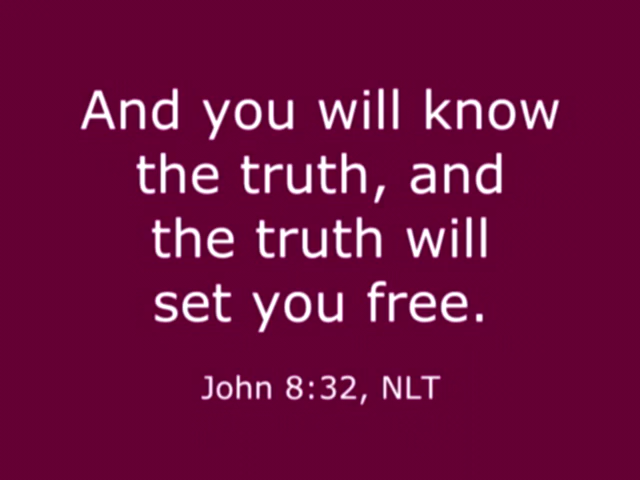 And you will know
the truth, and
the truth will
set you free.
John 8:32, NLT